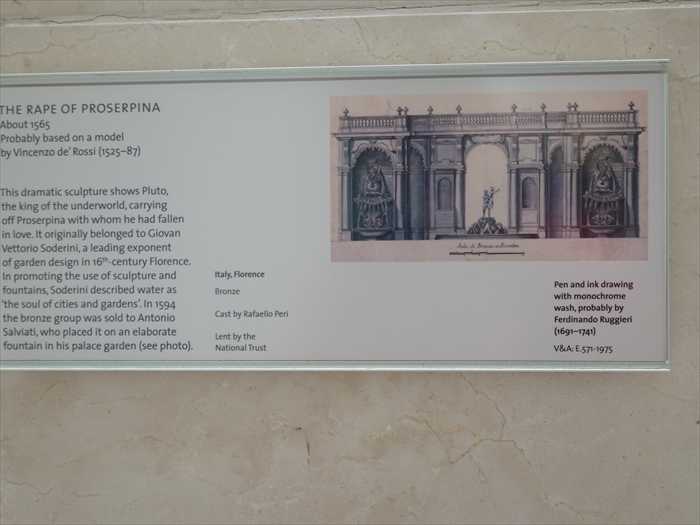 THE RAPE OF PROSERPINA
About 1565
Probably based on a model
by Vincenzo de' Rossi (1525–87)
This dramatic sculpture shows Pluto,
the king of the underworld, carrying
off Proserpina with whom he had fallen
in love. It originally belonged to Giovan
Vettorio Soderini, a leading exponent
of garden design in 16th-century Florence.
In promoting the use of sculpture and
fountains, Soderini described water as
'the soul of cities and gardens'. In 1594
the bronze group was sold to Antonio
Salviati, who placed it on an elaborate
fountain in his palace garden (see photo).
Italy, Florence
Bronze
Cast by Rafaello Peri
Lent by the
National Trust
Pen and ink drawing
with monochrome
wash, probably by
Ferdinando Ruggieri
(1691–1741)
V&A: E.571-1975